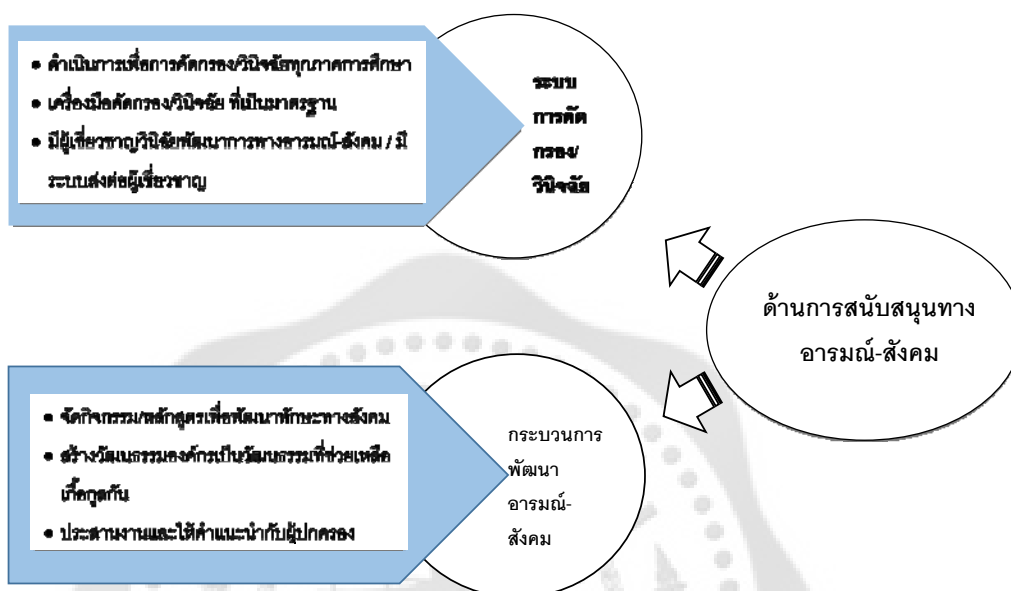 • ดำเนินการเพื่อการคัดกรอง/วินิจฉัยทุกภาคการศึกษา
• เครื่องมือคัดกรอง/วินิจฉัย ที่เป็นมาตรฐาน
• มีผู้เชี่ยวชาญวินิจฉัยพัฒนาการทางอารมณ์-สังคม / มี
ระบบส่งต่อผู้เชี่ยวชาญ
ระบบ
การคัด
กรอง/
วินิจฉัย
ด้านการสนับสนุนทาง
อารมณ์-สังคม
• จัดกิจกรรม/หลักสูตรเพื่อพัฒนาทักษะทางสังคม
• สร้างวัฒนธรรมองค์กรเป็นวัฒนธรรมที่ช่วยเหลือ
เกื้อกูลกัน
• ประสานงานและให้คำแนะนำกับผู้ปกครอง
กระบวนการ
พัฒนา
อารมณ์-
สังคม